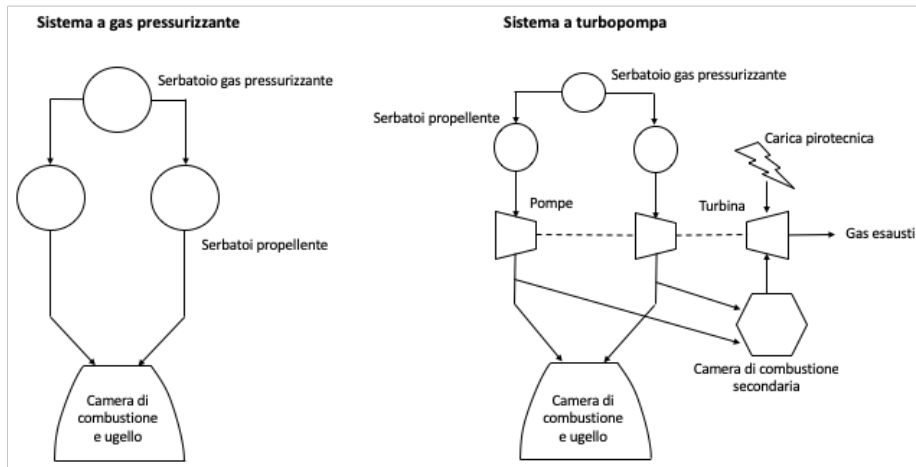 Sistema a gas pressurizzante
Serbatoio gas pressurizzante
Serbatoi propellente
Camera di
combustione
e ugello
Sistema a turbopompa
Serbatoio gas pressurizzante
Serbatoi propellente
Carica pirotecnica
Pompe
Turbina
Gas esausti
Camera di combustione
secondaria
Camera di
combustione
e ugello